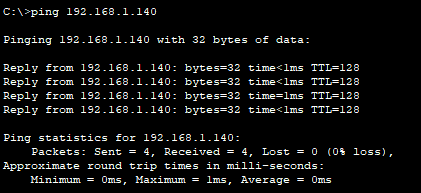 C:\>ping 192.168.1.140
Pinging 192.168.1.140 with 32 bytes of data:
Reply from 192.168.1.140: bytes=32 time<1ms TTL=128
Reply from 192.168.1.140: bytes=32 time<1ms TTL=128
Reply from 192.168.1.140: bytes=32 time<1ms TTL=128
Reply from 192.168.1.140: bytes=32 time<1ms TTL=128
Ping statistics for 192.168.1.140:
    Packets: Sent = 4, Received = 4, Lost = 0 (0% loss),
Approximate round trip times in milli-seconds:
    Minimum = 0ms, Maximum = 1ms, Average = 0ms